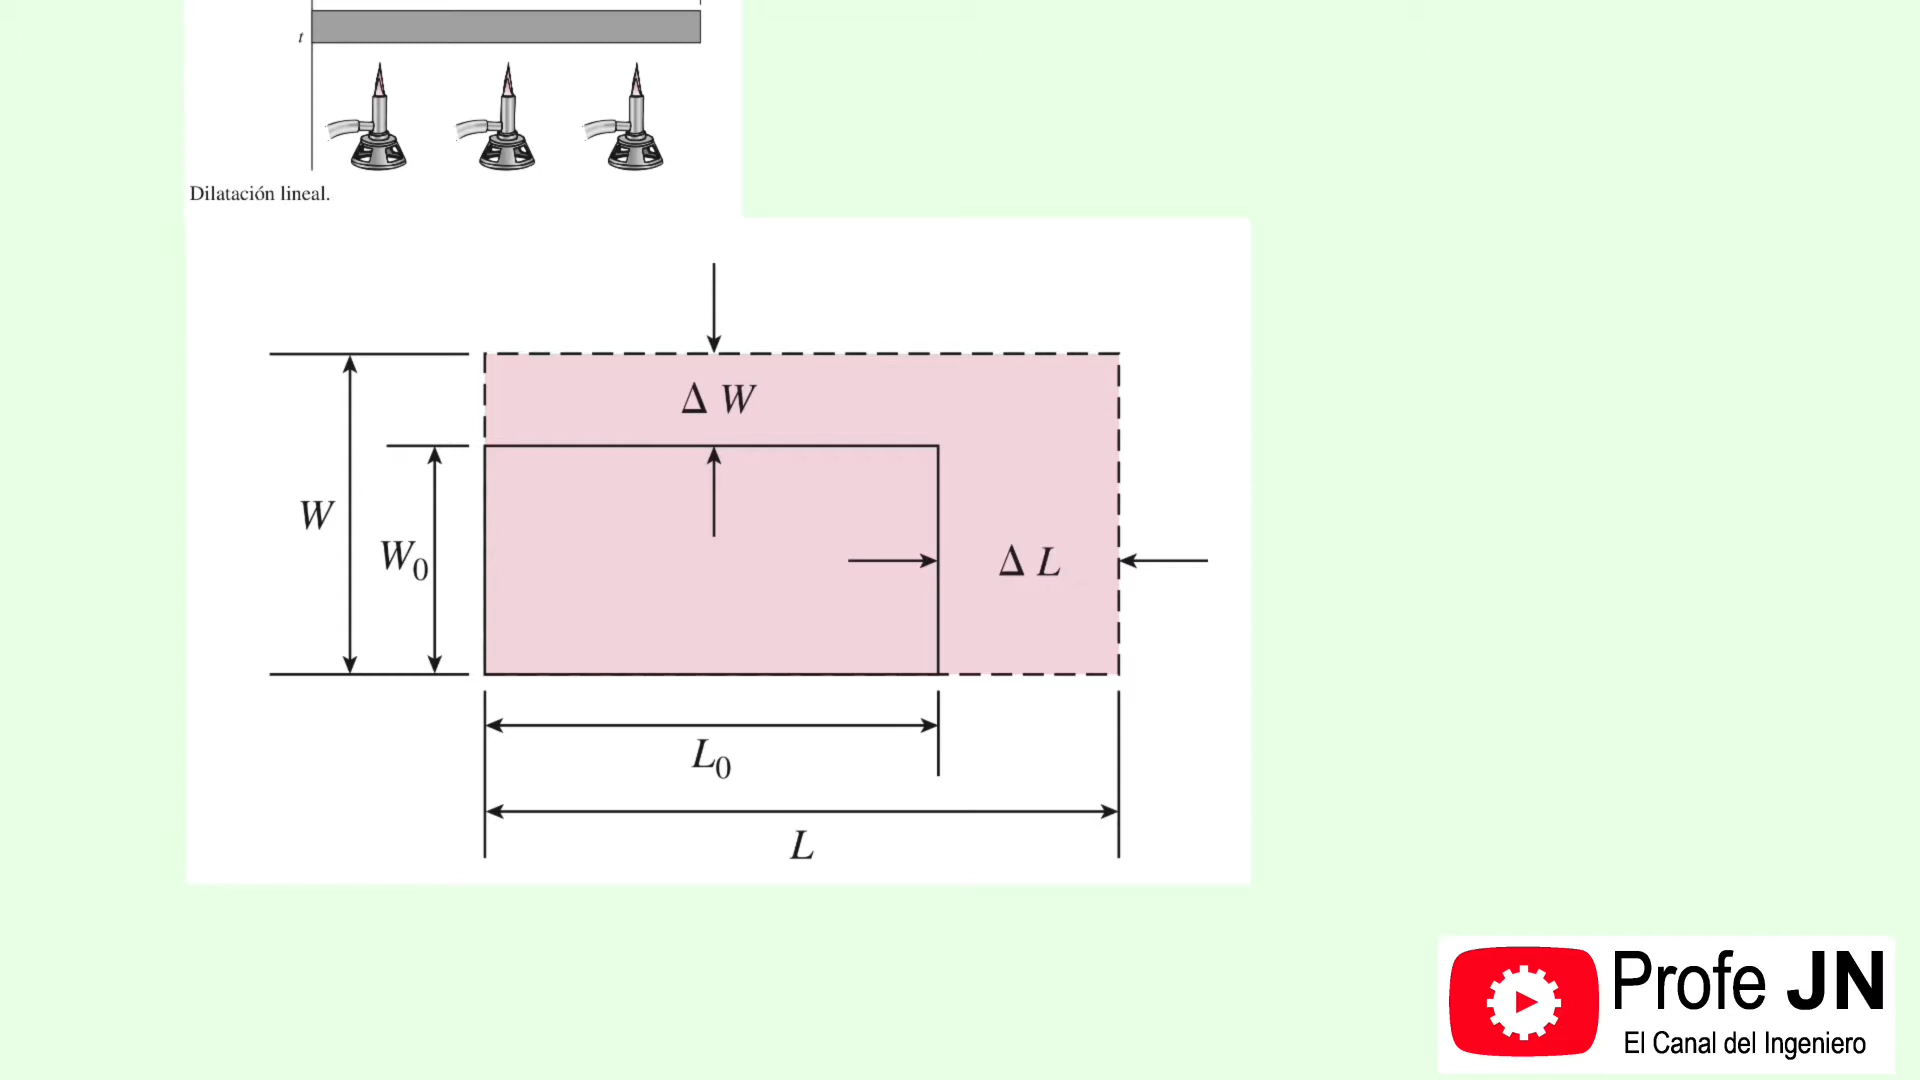 t
Dilatación lineal.
Δ W
W
W₀
Δ L
L₀
L
Profe JN
El Canal del Ingeniero